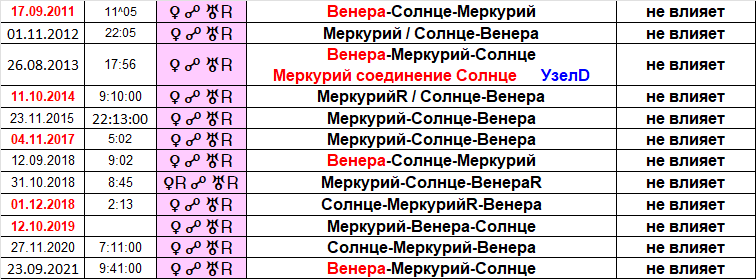 17.09.2011 11^05 ♀ ☍ ♅R Венера-Солнце-Меркурий не влияет
01.11.2012 22:05 ♀ ☍ ♅R Меркурий / Солнце-Венера не влияет
26.08.2013 17:56 ♀ ☍ ♅R Венера-Меркурий-Солнце не влияет
Меркурий соединение Солнце УзелD
11.10.2014 9:10:00 ♀ ☍ ♅R МеркурийR / Солнце-Венера не влияет
23.11.2015 22:13:00 ♀ ☍ ♅R Меркурий-Солнце-Венера не влияет
04.11.2017 5:02 ♀ ☍ ♅R Меркурий-Солнце-Венера не влияет
12.09.2018 9:02 ♀ ☍ ♅R Венера-Солнце-Меркурий не влияет
31.10.2018 8:45 ♀R ☍ ♅R Меркурий-Солнце-ВенераR не влияет
01.12.2018 2:13 ♀ ☍ ♅R Солнце-МеркурийR-Венера не влияет
12.10.2019 ♀ ☍ ♅R Меркурий-Венера-Солнце не влияет
27.11.2020 7:11:00 ♀ ☍ ♅R Солнце-Меркурий-Венера не влияет
23.09.2021 9:41:00 ♀ ☍ ♅R Венера-Меркурий-Солнце не влияет